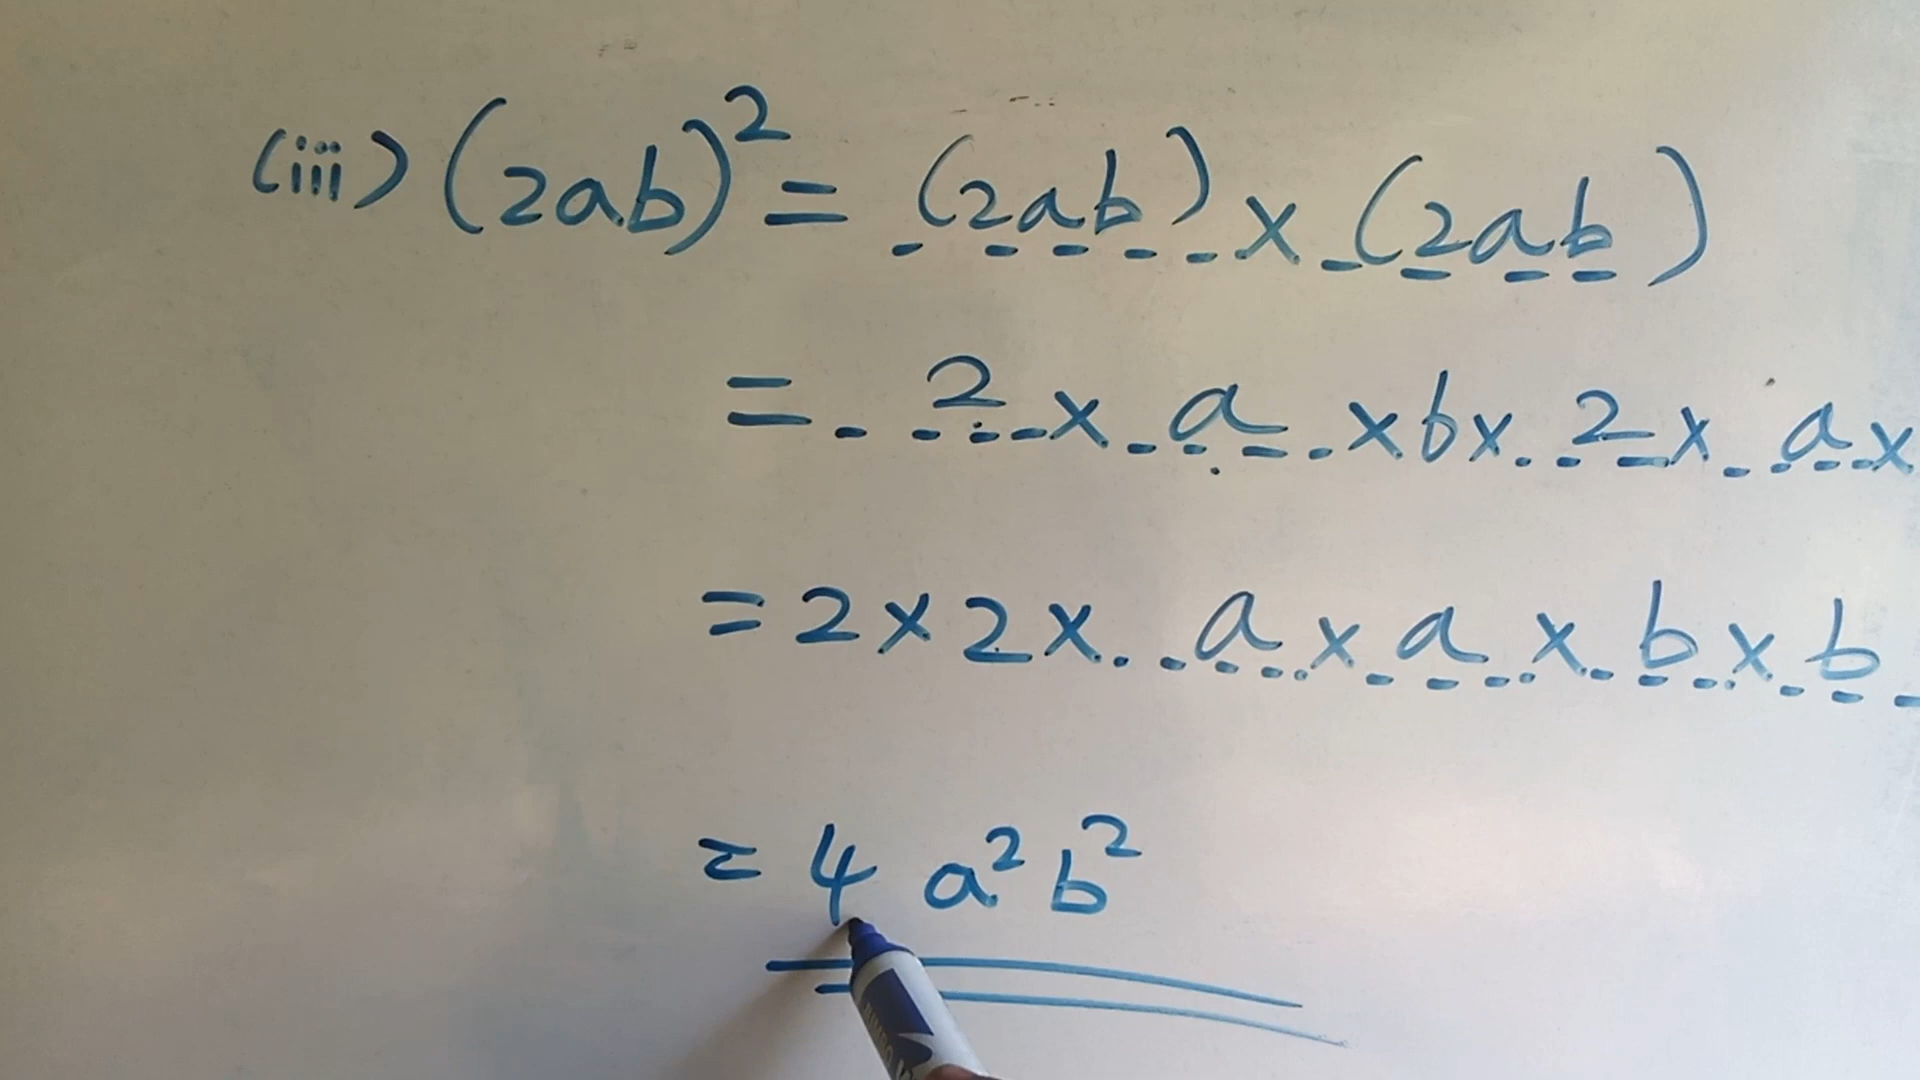 (iii) (2ab)² = (2ab) x (2ab)
= 2 x a x b x 2 x a x
= 2 x 2 x a x a x b x b
= 4 a² b²